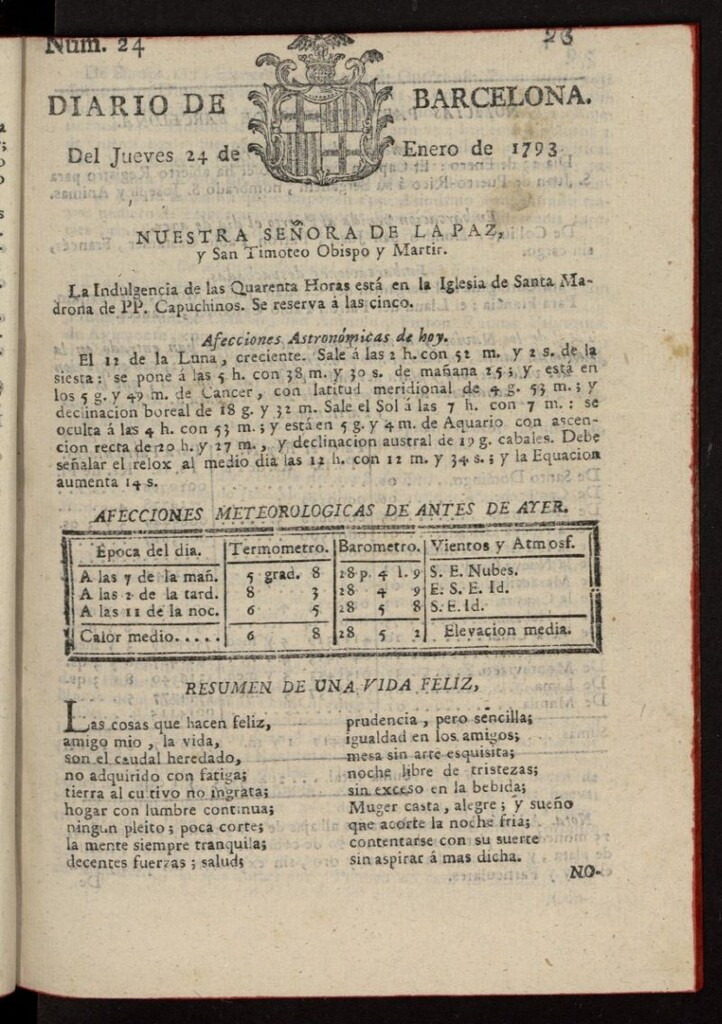 Num. 24
23
DIARIO DE BARCELONA.
Del Jueves 24 de Enero de 1793
NUESTRA SEÑORA DE LA PAZ,
y San Timoteo Obispo y Martir.
La Indulgencia de las Quarenta Horas está en la Iglesia de Santa Ma-
drona de PP. Capuchinos. Se reserva á las cinco.
Afecciones Astronómicas de hoy.
El 12 de la Luna, creciente. Sale á las 2 h. con 52 m. y 2 s. de la
siesta: se pone á las 5 h. con 38 m. y 30 s. de mañana 25; y está en
los 5 g. y 49 m. de Cancer, con latitud meridional de 4 g. 53 m.; y
declinacion boreal de 18 g. y 32 m. Sale el Sol á las 7 h. con 7 m.: se
oculta á las 4 h. con 53 m.; y está en 5 g. y 4 m. de Aquario con ascen-
cion recta de 20 h. y 27 m., y declinacion austral de 19 g. cabales. Debe
señalar el relox al medio dia las 12 h. con 12 m. y 34 s.; y la Equacion
aumenta 14 s.
AFECCIONES METEOROLOGICAS DE ANTES DE AYER.
Epoca del dia. Termometro. Barometro. Vientos y Atmosf.
A las 7 de la mañ. 5 grad. 8 28 p. 4 l. 9 S. E. Nubes.
A las 2 de la tard. 8 3 28 4 9 E. S. E. Id.
A las 11 de la noc. 6 5 28 5 8 S. E. Id.
Calor medio..... 6 8 28 5 2 Elevacion media.
RESUMEN DE UNA VIDA FELIZ,
Las cosas que hacen feliz,
amigo mio, la vida,
son el caudal heredado,
no adquirido con fatiga;
tierra al cultivo no ingrata;
hogar con lumbre continua;
ningun pleito; poca corte;
la mente siempre tranquila;
decentes fuerzas; salud;
prudencia, pero sencilla;
igualdad en los amigos;
mesa sin arte esquisita;
noche libre de tristezas;
sin exceso en la bebida;
Muger casta, alegre; y sueño
que acorte la noche fria;
contentarse con su suerte
sin aspirar á mas dicha.
NO-